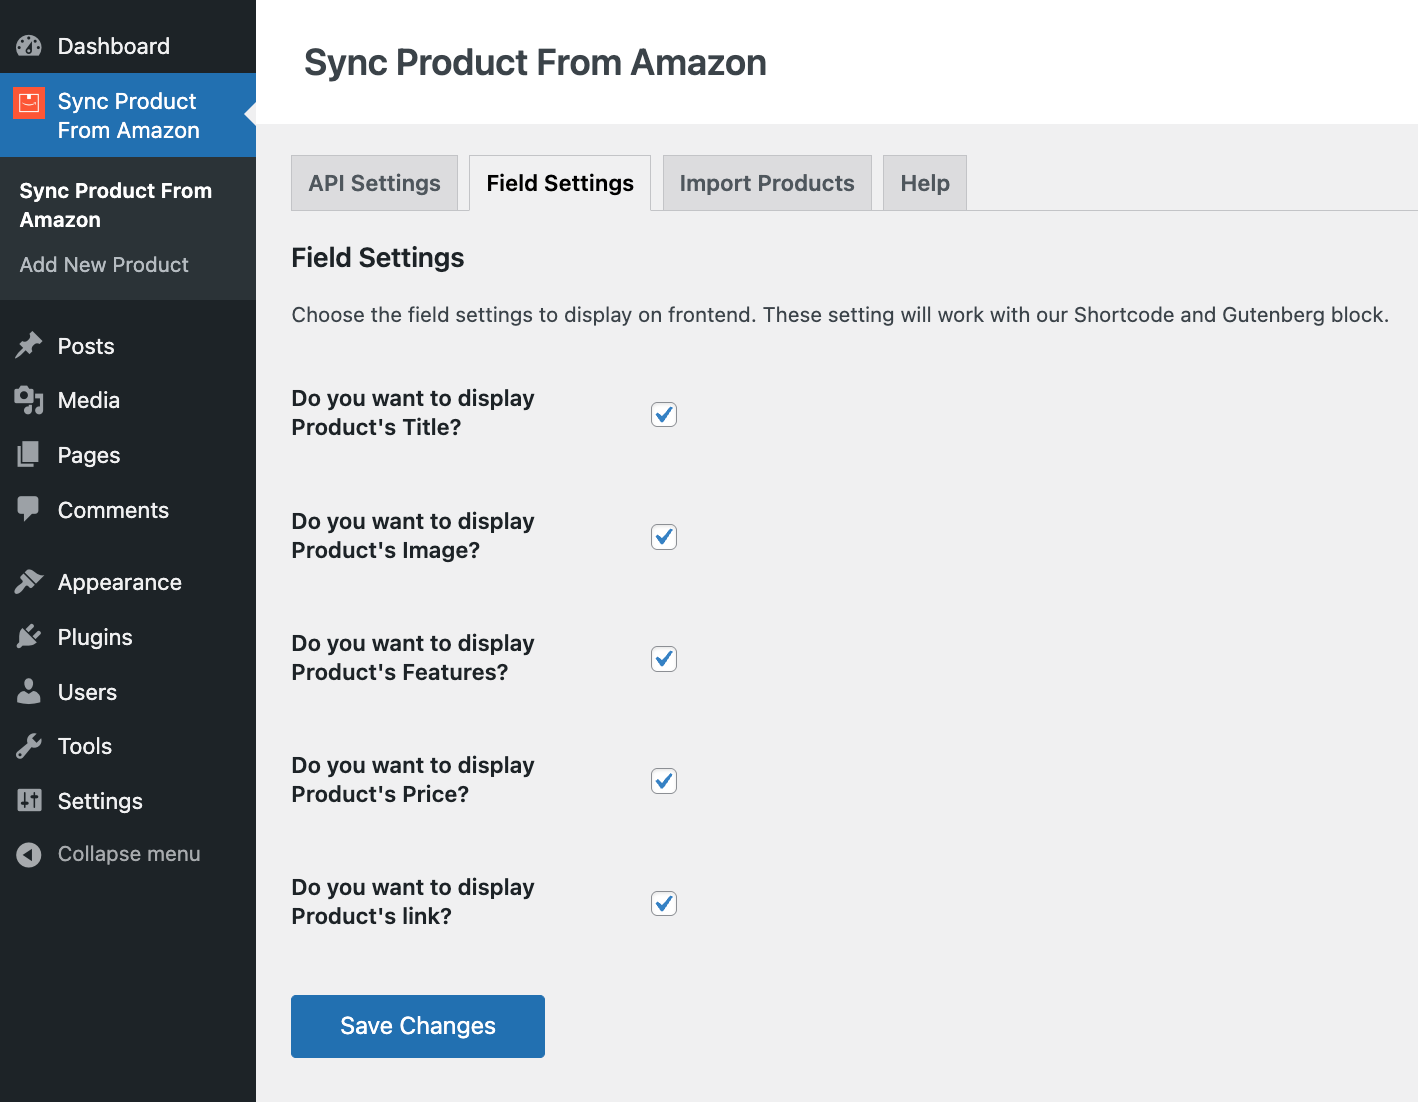 Dashboard
Sync Product
From Amazon
Sync Product From
Amazon
Add New Product
Posts
Media
Pages
Comments
Appearance
Plugins
Users
Tools
Settings
Collapse menu
Sync Product From Amazon
API Settings
Field Settings
Import Products
Help
Field Settings
Choose the field settings to display on frontend. These setting will work with our Shortcode and Gutenberg block.
Do you want to display
Product's Title?
Do you want to display
Product's Image?
Do you want to display
Product's Features?
Do you want to display
Product's Price?
Do you want to display
Product's link?
Save Changes